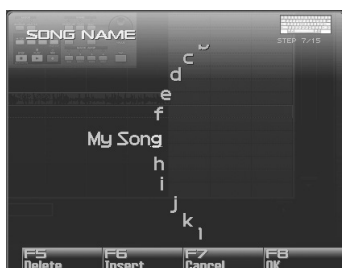 SONG NAME
STEP 7/15
c
d
e
f
My Song
h
i
j
k
l
F5
Delete
F6
Insert
F7
Cancel
F8
OK